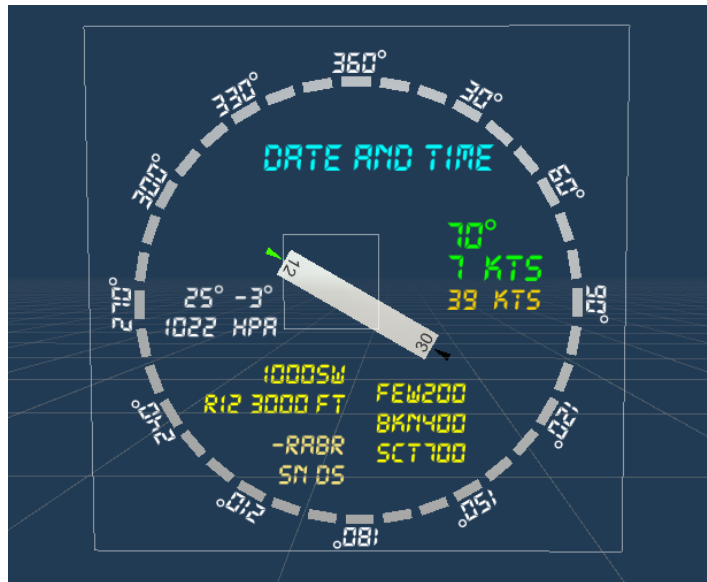 360°
330°
30°
300°
60°
DATE AND TIME
70°
7 KTS
39 KTS
12
30
25° -3°
1022 HPA
270°
90°
1000SW
R12 3000 FT
FEW200
BKN400
SCT700
-RABR
SN DS
240°
120°
210°
150°
180°